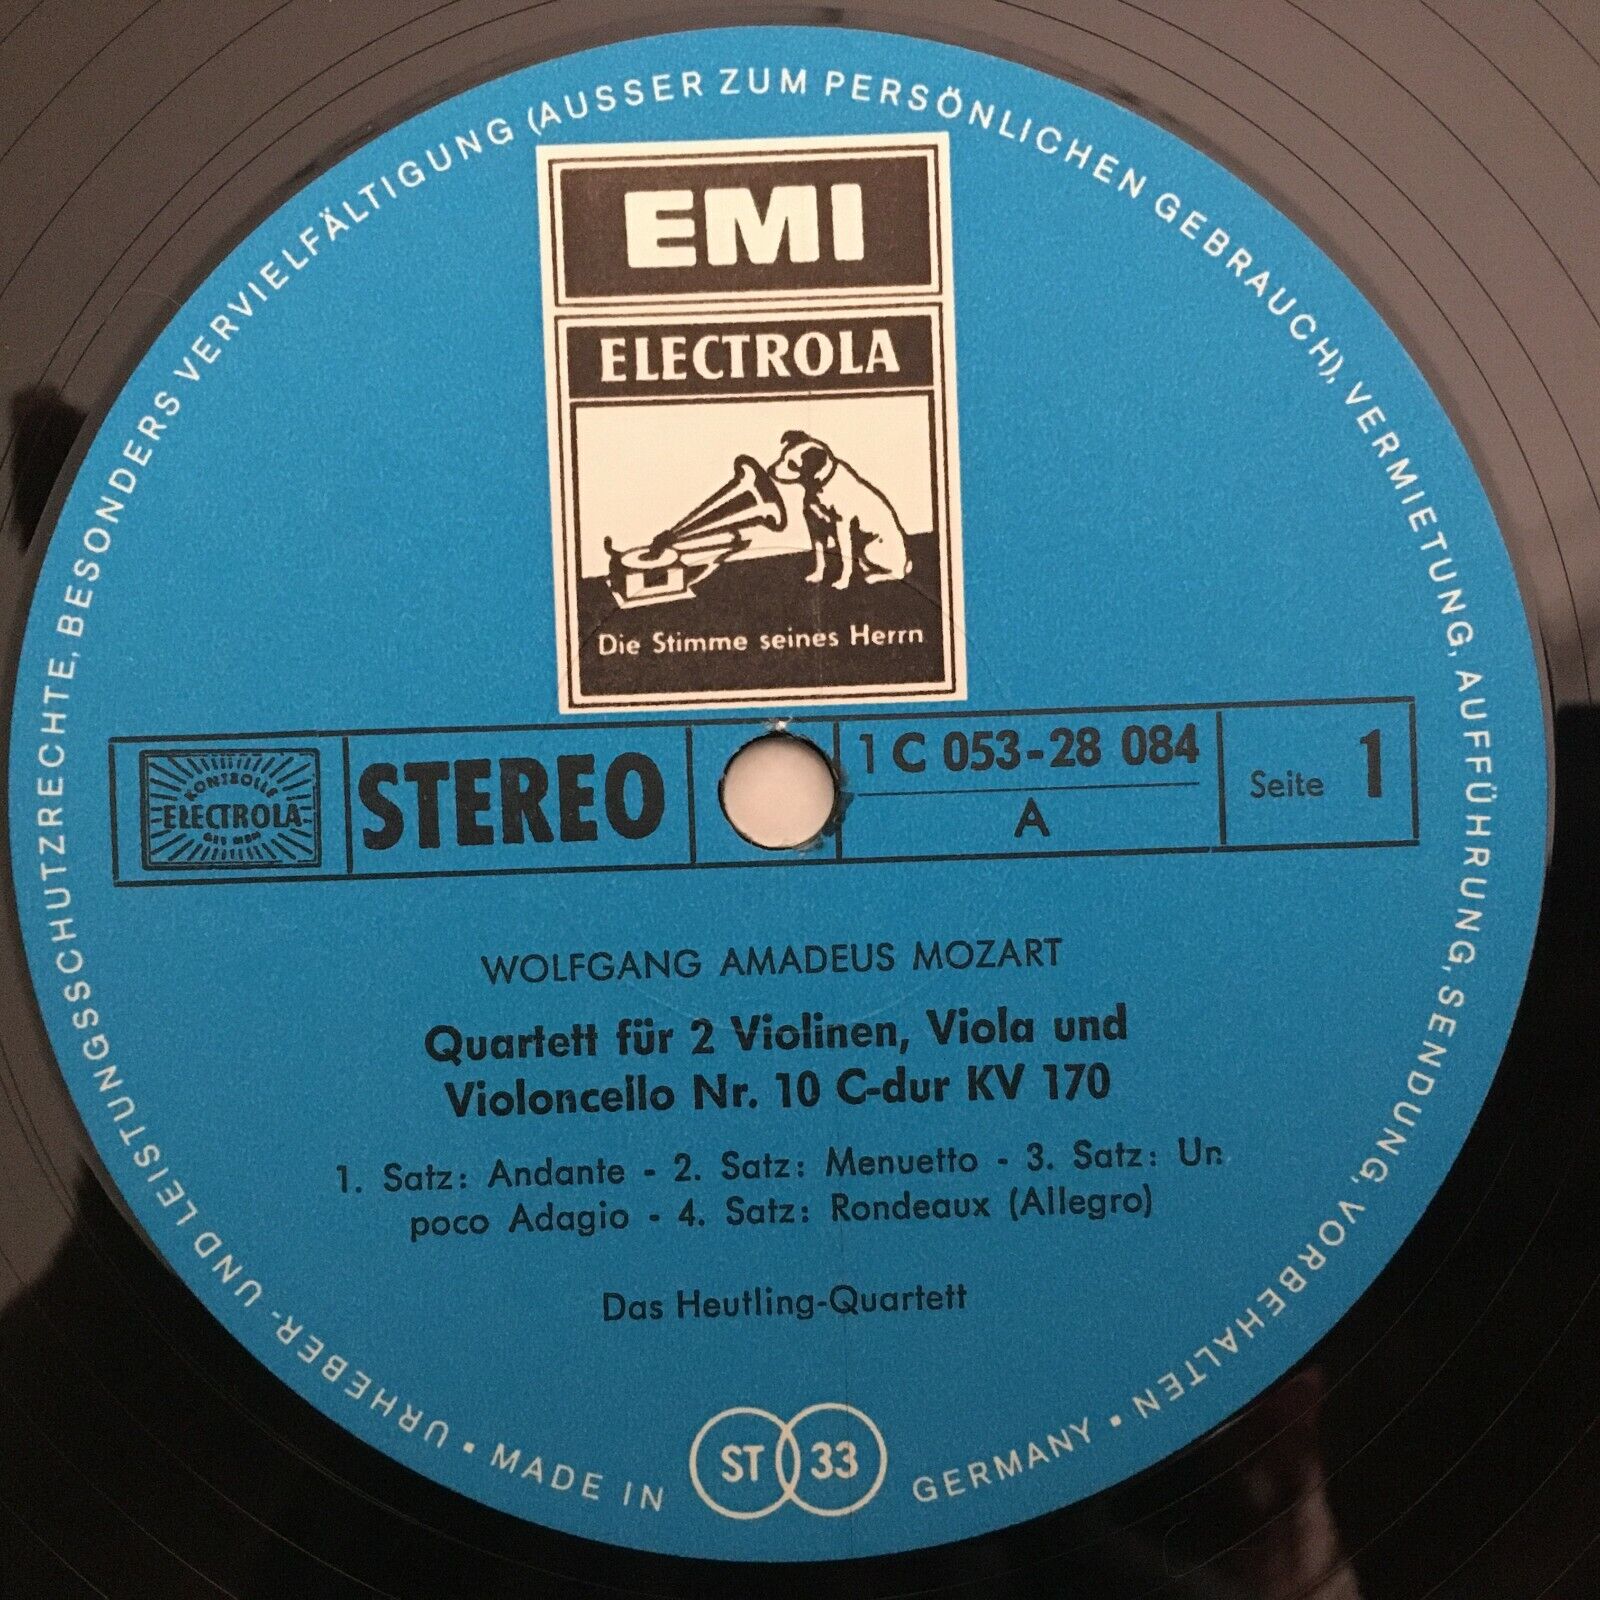 URHEBER- UND LEISTUNGSSCHUTZRECHTE, BESONDERS VERVIELFÄLTIGUNG (AUSSER ZUM PERSÖNLICHEN GEBRAUCH), VERMIETUNG, AUFFÜHRUNG, SENDUNG, VORBEHALTEN •
EMI
ELECTROLA
Die Stimme seines Herrn
KONTROLLE
ELECTROLA
GES MBH
STEREO
1 C 053-28 084
A
Seite 1
WOLFGANG AMADEUS MOZART
Quartett für 2 Violinen, Viola und
Violoncello Nr. 10 C-dur KV 170
1. Satz: Andante - 2. Satz: Menuetto - 3. Satz: Un
poco Adagio - 4. Satz: Rondeaux (Allegro)
Das Heutling-Quartett
• MADE IN
ST 33
GERMANY